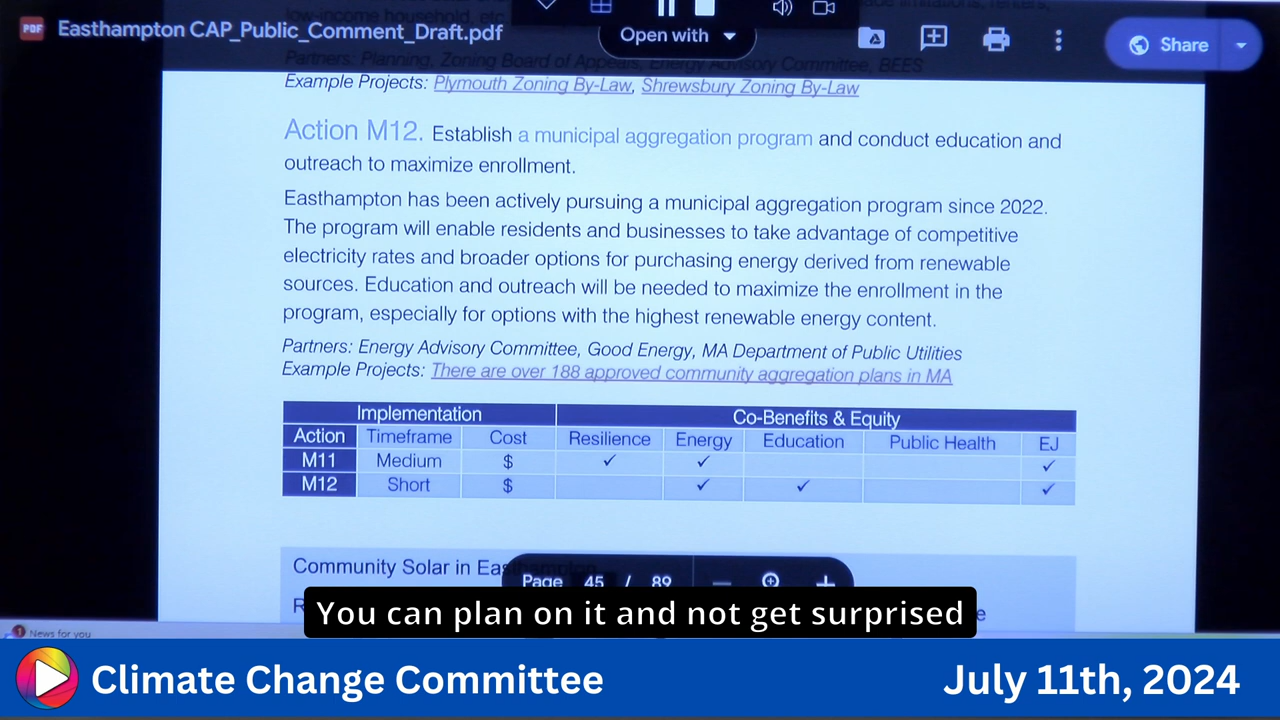 low-income household, etc.
PDF Easthampton CAP_Public_Comment_Draft.pdf
Open with
Share
Partners: Planning, Zoning Board of Appeals, Energy Advisory Committee, BEES
Example Projects: Plymouth Zoning By-Law, Shrewsbury Zoning By-Law
Action M12. Establish a municipal aggregation program and conduct education and
outreach to maximize enrollment.
Easthampton has been actively pursuing a municipal aggregation program since 2022.
The program will enable residents and businesses to take advantage of competitive
electricity rates and broader options for purchasing energy derived from renewable
sources. Education and outreach will be needed to maximize the enrollment in the
program, especially for options with the highest renewable energy content.
Partners: Energy Advisory Committee, Good Energy, MA Department of Public Utilities
Example Projects: There are over 188 approved community aggregation plans in MA
Implementation Co-Benefits & Equity
Action Timeframe Cost Resilience Energy Education Public Health EJ
M11 Medium $ ✓ ✓ ✓
M12 Short $ ✓ ✓ ✓
Community Solar in Eas
Page 45 / 89
You can plan on it and not get surprised
1 News for you
Climate Change Committee
July 11th, 2024